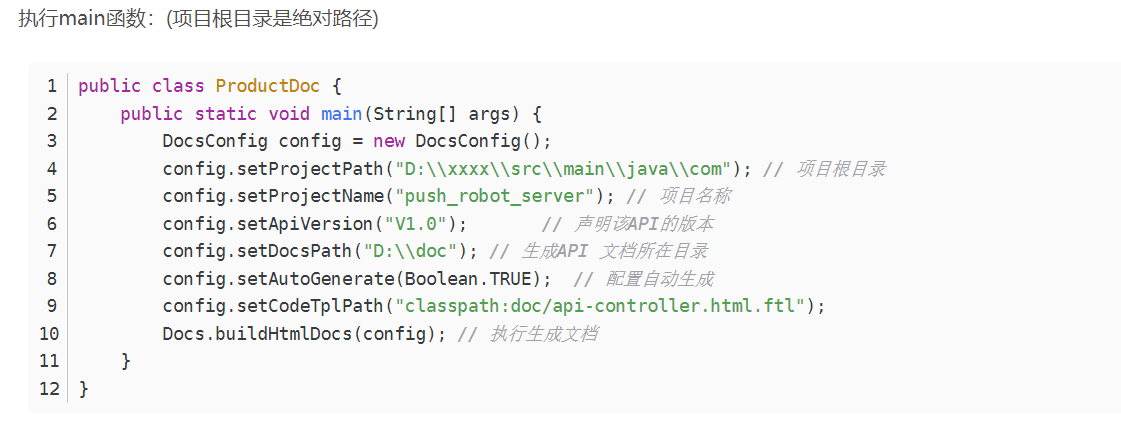 执行main函数：(项目根目录是绝对路径)
1 public class ProductDoc {
2     public static void main(String[] args) {
3         DocsConfig config = new DocsConfig();
4         config.setProjectPath("D:\\xxxx\\src\\main\\java\\com"); // 项目根目录
5         config.setProjectName("push_robot_server"); // 项目名称
6         config.setApiVersion("V1.0");       // 声明该API的版本
7         config.setDocsPath("D:\\doc"); // 生成API 文档所在目录
8         config.setAutoGenerate(Boolean.TRUE);  // 配置自动生成
9         config.setCodeTplPath("classpath:doc/api-controller.html.ftl");
10         Docs.buildHtmlDocs(config); // 执行生成文档
11     }
12 }